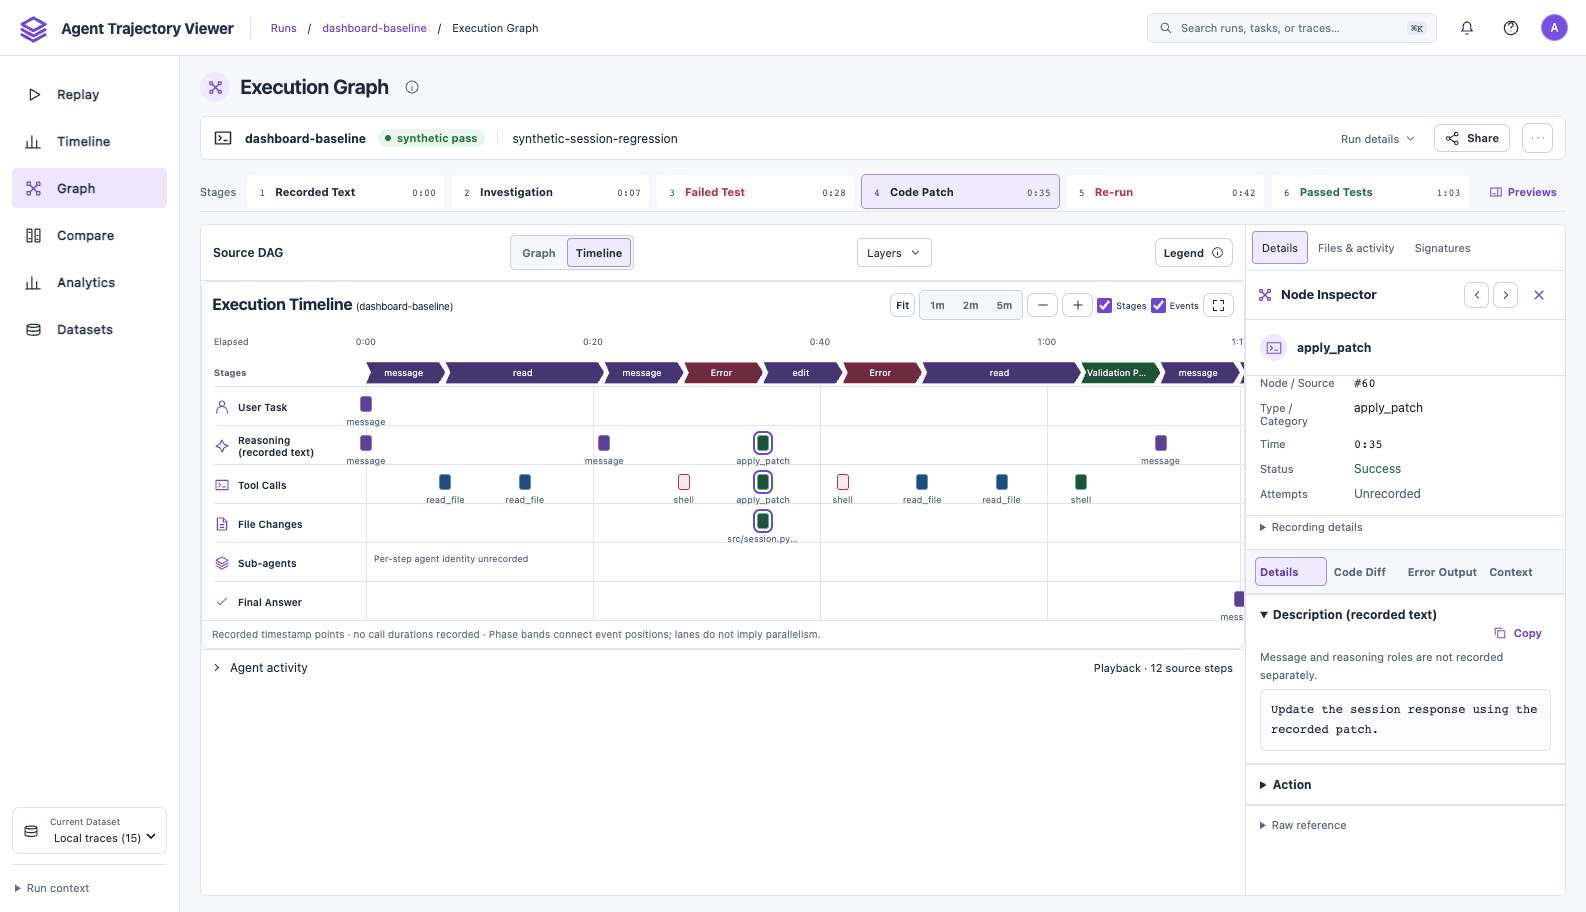 Agent Trajectory Viewer
Runs / dashboard-baseline / Execution Graph
Search runs, tasks, or traces...
⌘K
A
Replay
Timeline
Graph
Compare
Analytics
Datasets
Current Dataset
Local traces (15)
Run context
Execution Graph
dashboard-baseline
synthetic pass
synthetic-session-regression
Run details
Share
...
Stages
1 Recorded Text 0:00
2 Investigation 0:07
3 Failed Test 0:28
4 Code Patch 0:35
5 Re-run 0:42
6 Passed Tests 1:03
Previews
Source DAG
Graph
Timeline
Layers
Legend
Execution Timeline (dashboard-baseline)
Fit
1m 2m 5m
Stages
Events
Elapsed 0:00 0:20 0:40 1:00 1:1
Stages message read message Error edit Error read Validation P... message
User Task
message
Reasoning
(recorded text)
message message apply_patch message
Tool Calls
read_file read_file shell apply_patch shell read_file read_file shell
File Changes
src/session.py...
Sub-agents
Per-step agent identity unrecorded
Final Answer
mess
Recorded timestamp points · no call durations recorded · Phase bands connect event positions; lanes do not imply parallelism.
Agent activity
Playback · 12 source steps
Details
Files & activity
Signatures
Node Inspector
apply_patch
Node / Source #60
Type /
Category
apply_patch
Time 0:35
Status Success
Attempts Unrecorded
Recording details
Details
Code Diff
Error Output
Context
Description (recorded text)
Copy
Message and reasoning roles are not recorded
separately.
Update the session response using the
recorded patch.
Action
Raw reference